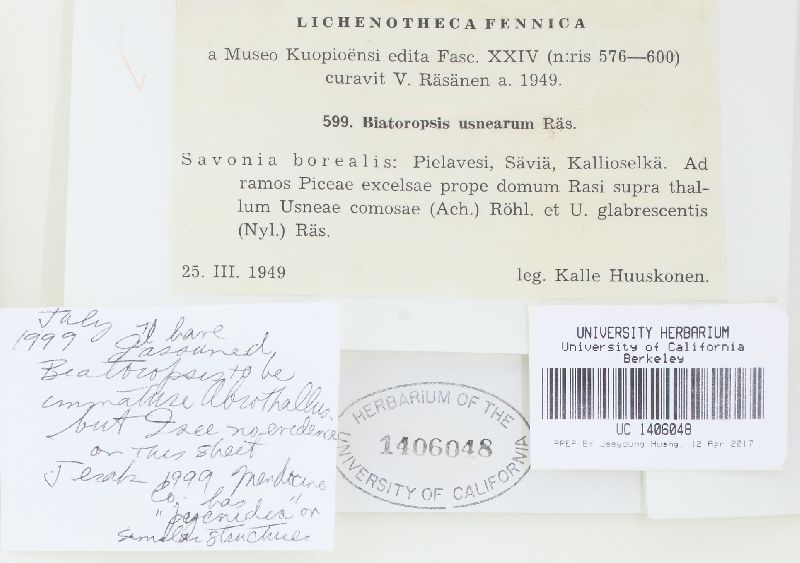 LICHENOTHECA FENNICA
a Museo Kuopioënsi edita Fasc. XXIV (n:ris 576—600)
curavit V. Räsänen a. 1949.
599. Biatoropsis usnearum Räs.
Savonia borealis: Pielavesi, Säviä, Kallioselkä. Ad
ramos Piceae excelsae prope domum Rasi supra thal-
lum Usneae comosae (Ach.) Röhl. et U. glabrescentis
(Nyl.) Räs.
25. III. 1949 leg. Kalle Huuskonen.
July
1999 I have
assumed
Biatoropsis to be
immature Abrothallus.
but I see no evidence
on this sheet
1999 Mendocino
Co. has
"pycnidia" or
similar structures
HERBARIUM OF THE
1406048
UNIVERSITY OF CALIFORNIA
UNIVERSITY HERBARIUM
University of California
Berkeley
UC 1406048
PREP BY Jaeyoung Huang, 12 Apr 2017